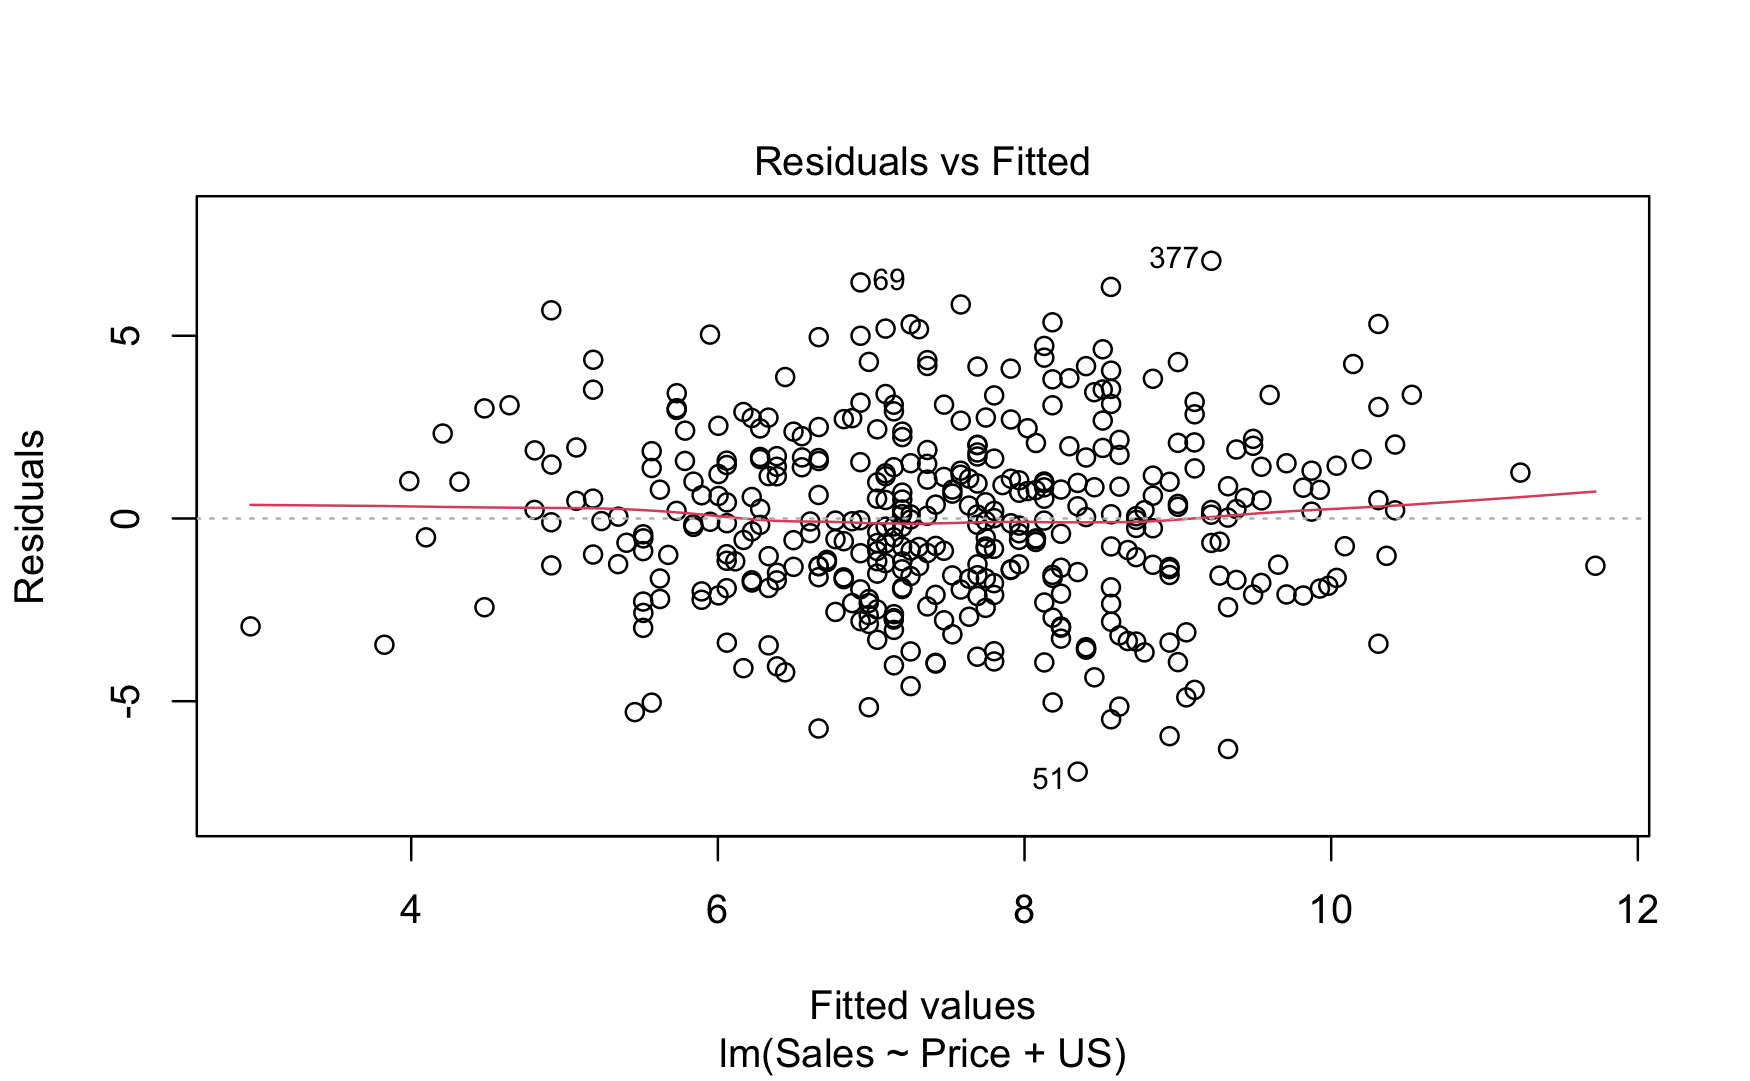 Residuals vs Fitted
377
69
5
0
-5
Residuals
51
4 6 8 10 12
Fitted values
lm(Sales ~ Price + US)